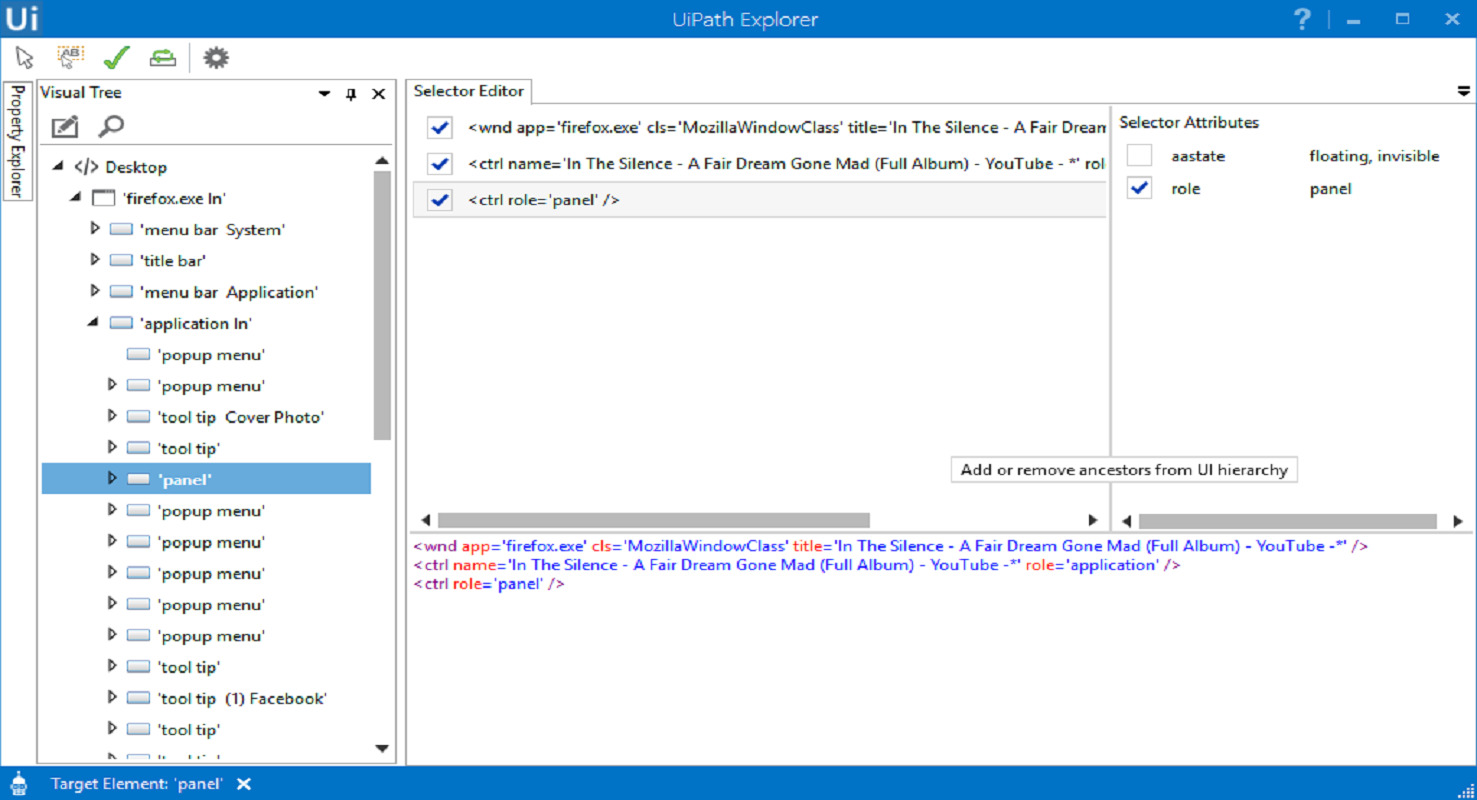 Ui
UiPath Explorer
?
AB
Property Explorer
Visual Tree
Desktop
'firefox.exe In'
'menu bar  System'
'title bar'
'menu bar  Application'
'application In'
'popup menu'
'popup menu'
'tool tip  Cover Photo'
'tool tip'
'panel'
'popup menu'
'popup menu'
'popup menu'
'popup menu'
'popup menu'
'tool tip'
'tool tip  (1) Facebook'
'tool tip'
Selector Editor
<wnd app='firefox.exe' cls='MozillaWindowClass' title='In The Silence - A Fair Dream
<ctrl name='In The Silence - A Fair Dream Gone Mad (Full Album) - YouTube - *' rol
<ctrl role='panel' />
Selector Attributes
aastate floating, invisible
role panel
Add or remove ancestors from UI hierarchy
<wnd app='firefox.exe' cls='MozillaWindowClass' title='In The Silence - A Fair Dream Gone Mad (Full Album) - YouTube -*' />
<ctrl name='In The Silence - A Fair Dream Gone Mad (Full Album) - YouTube -*' role='application' />
<ctrl role='panel' />
Target Element: 'panel'